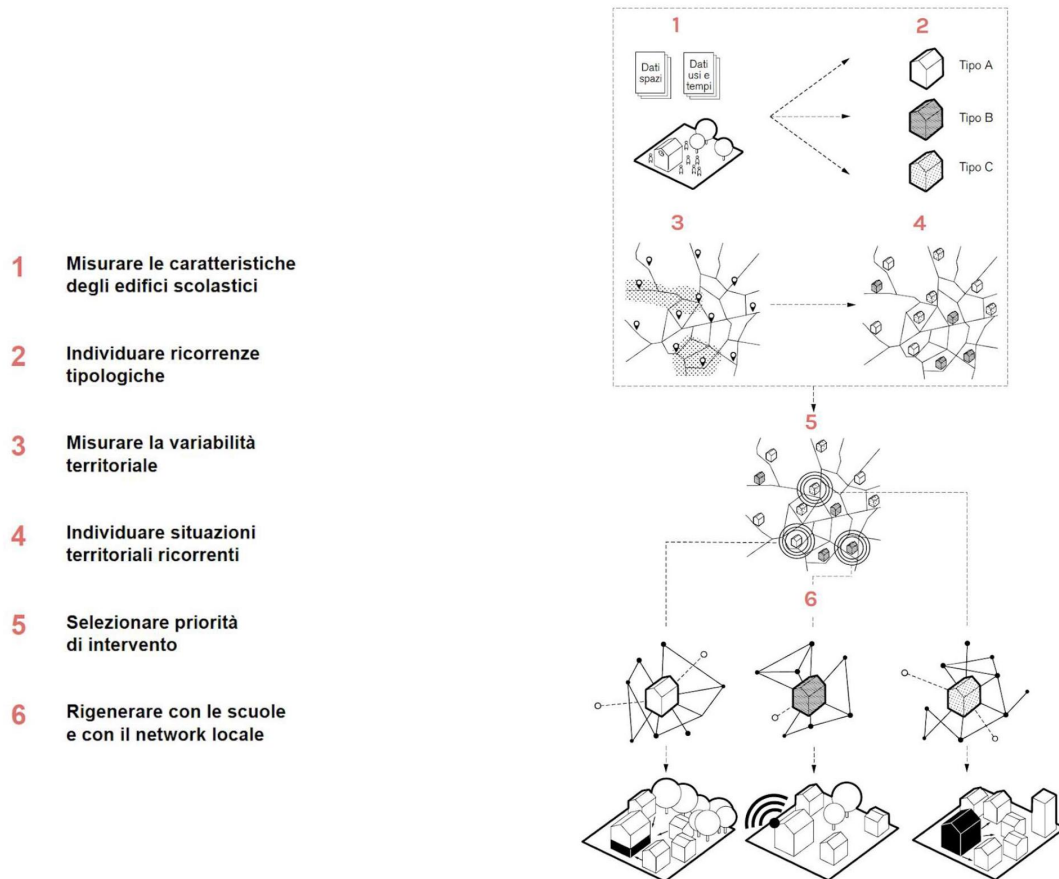 1
Misurare le caratteristiche
degli edifici scolastici
2
Individuare ricorrenze
tipologiche
3
Misurare la variabilità
territoriale
4
Individuare situazioni
territoriali ricorrenti
5
Selezionare priorità
di intervento
6
Rigenerare con le scuole
e con il network locale
1
Dati
spazi
Dati
usi e
tempi
2
Tipo A
Tipo B
Tipo C
3
4
5
6